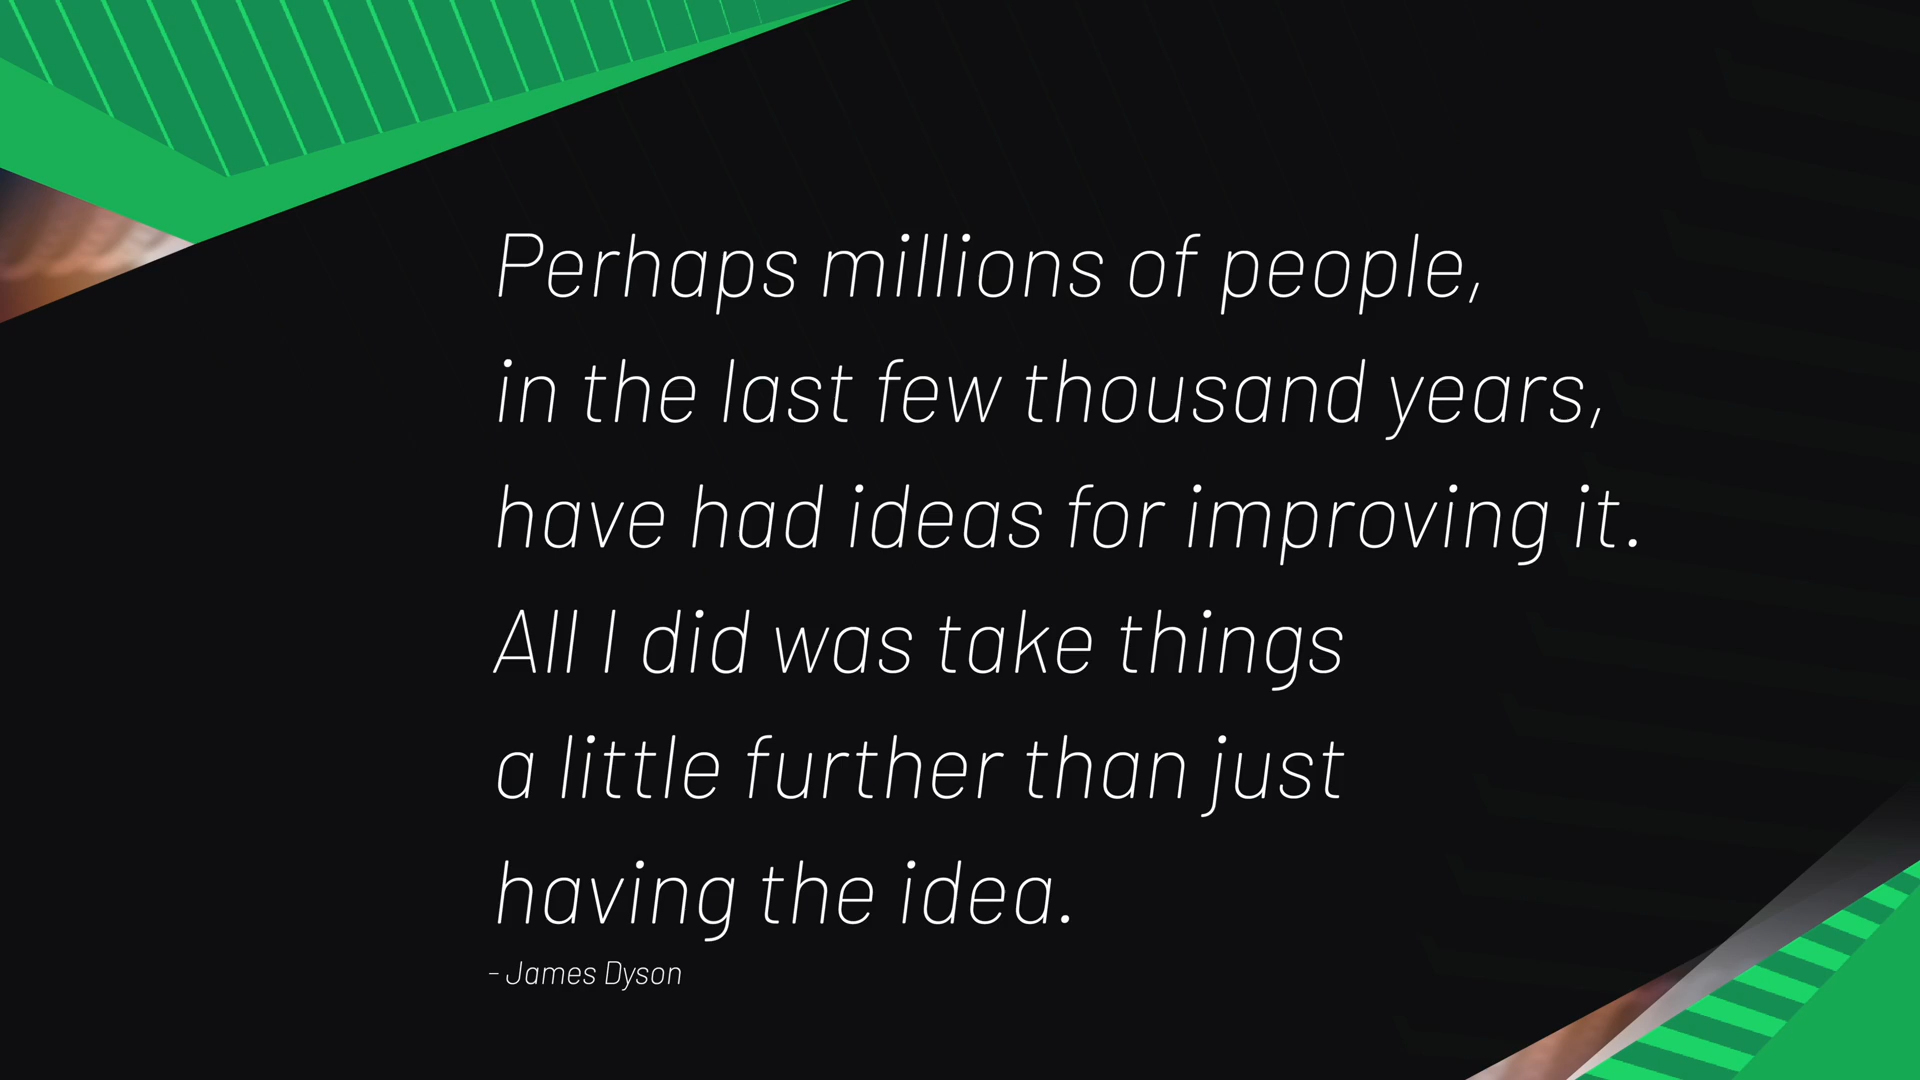 Perhaps millions of people,
in the last few thousand years,
have had ideas for improving it.
All I did was take things
a little further than just
having the idea.
- James Dyson